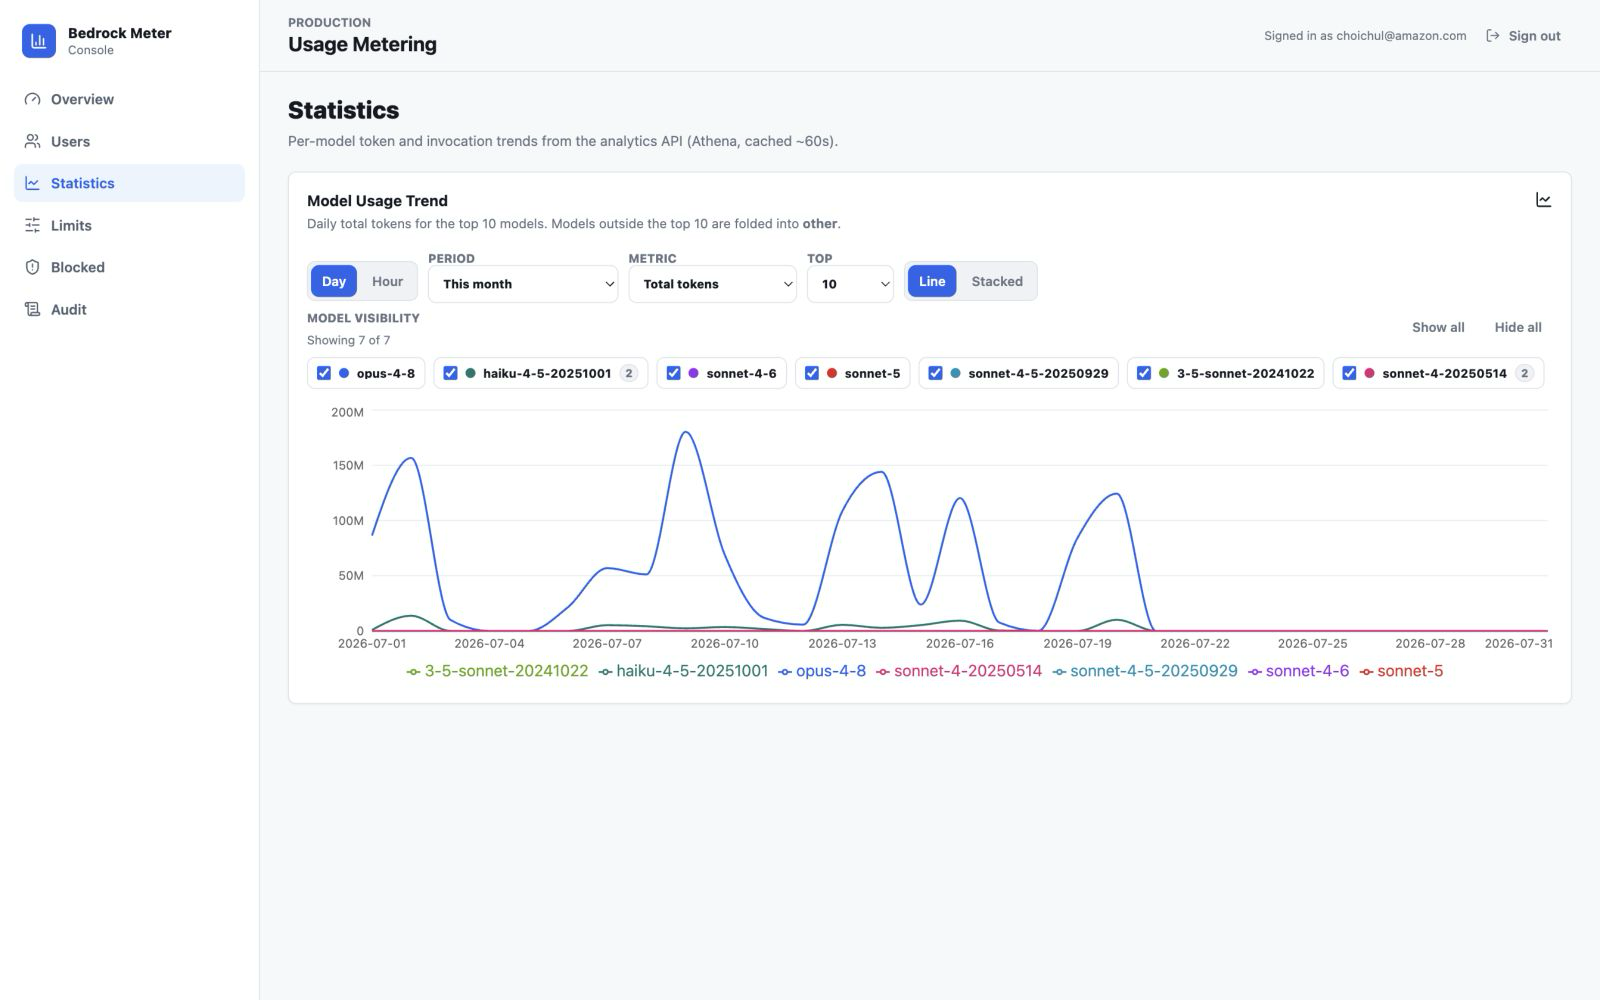 Bedrock Meter
Console
Overview
Users
Statistics
Limits
Blocked
Audit
PRODUCTION
Usage Metering
Signed in as choichul@amazon.com
Sign out
Statistics
Per-model token and invocation trends from the analytics API (Athena, cached ~60s).
Model Usage Trend
Daily total tokens for the top 10 models. Models outside the top 10 are folded into other.
PERIOD METRIC TOP
Day Hour This month Total tokens 10 Line Stacked
MODEL VISIBILITY
Showing 7 of 7
Show all Hide all
opus-4-8 haiku-4-5-20251001 2 sonnet-4-6 sonnet-5 sonnet-4-5-20250929 3-5-sonnet-20241022 sonnet-4-20250514 2
200M
150M
100M
50M
0
2026-07-01 2026-07-04 2026-07-07 2026-07-10 2026-07-13 2026-07-16 2026-07-19 2026-07-22 2026-07-25 2026-07-28 2026-07-31
3-5-sonnet-20241022 haiku-4-5-20251001 opus-4-8 sonnet-4-20250514 sonnet-4-5-20250929 sonnet-4-6 sonnet-5